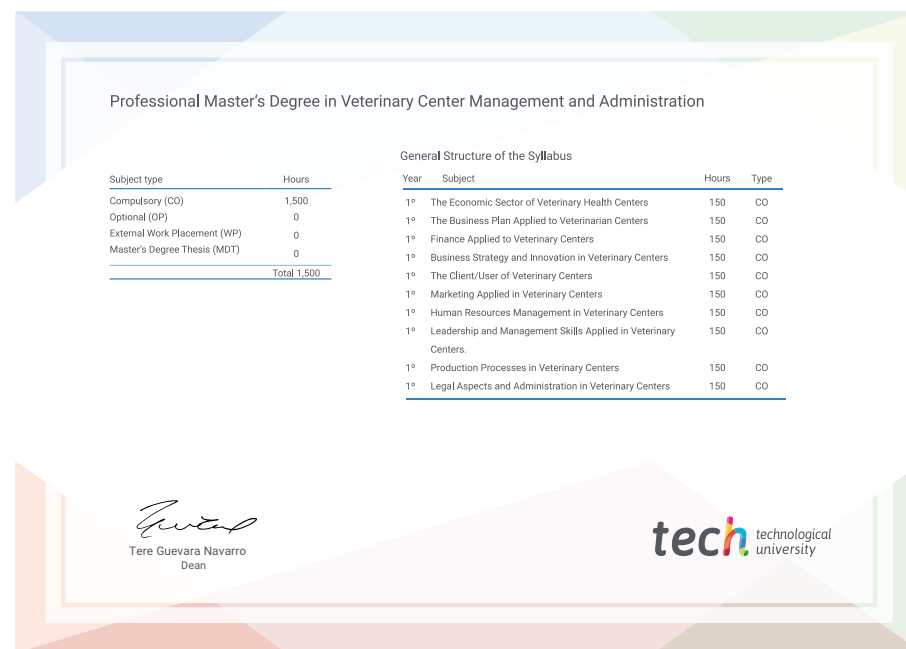 Professional Master's Degree in Veterinary Center Management and Administration
Subject type Hours
Compulsory (CO) 1,500
Optional (OP) 0
External Work Placement (WP) 0
Master's Degree Thesis (MDT) 0
Total 1,500
General Structure of the Syllabus
Year Subject Hours Type
1º The Economic Sector of Veterinary Health Centers 150 CO
1º The Business Plan Applied to Veterinarian Centers 150 CO
1º Finance Applied to Veterinary Centers 150 CO
1º Business Strategy and Innovation in Veterinary Centers 150 CO
1º The Client/User of Veterinary Centers 150 CO
1º Marketing Applied in Veterinary Centers 150 CO
1º Human Resources Management in Veterinary Centers 150 CO
1º Leadership and Management Skills Applied in Veterinary 150 CO
Centers.
1º Production Processes in Veterinary Centers 150 CO
1º Legal Aspects and Administration in Veterinary Centers 150 CO
Tere Guevara Navarro
Dean
tech technological
university